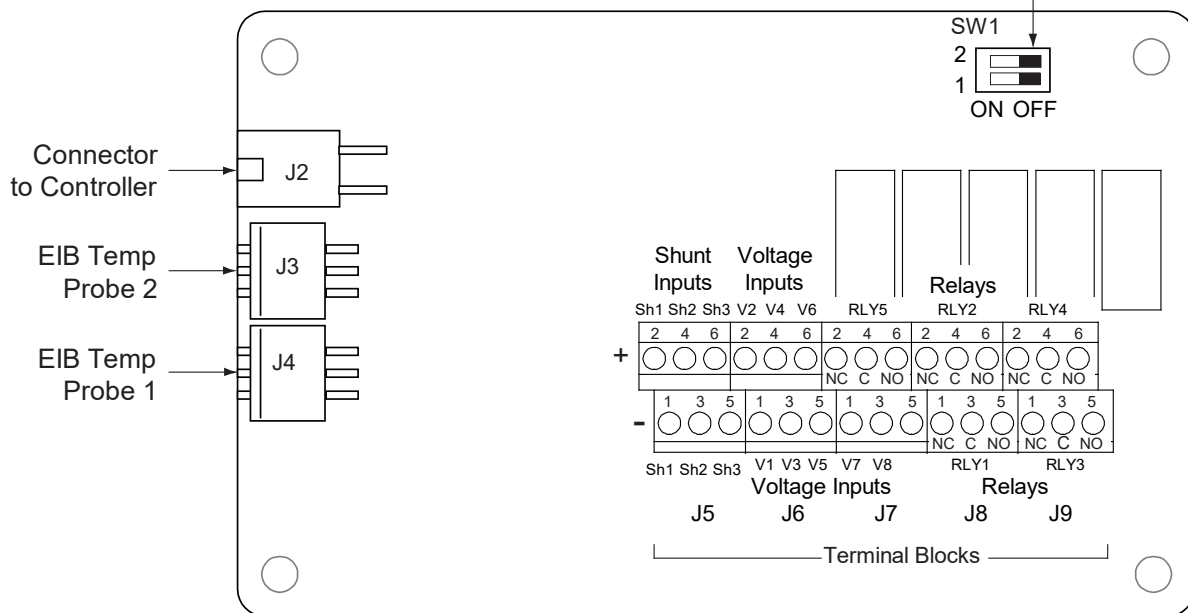 SW1
2
1
ON OFF
Connector
to Controller
J2
EIB Temp
Probe 2
J3
EIB Temp
Probe 1
J4
Shunt
Inputs
Voltage
Inputs
Relays
Sh1 Sh2 Sh3 V2 V4 V6 RLY5 RLY2 RLY4
2 4 6 2 4 6 2 4 6 2 4 6 2 4 6
+
NC C NO NC C NO NC C NO
1 3 5 1 3 5 1 3 5 1 3 5 1 3 5
-
NC C NO NC C NO
Sh1 Sh2 Sh3 V1 V3 V5 V7 V8 RLY1 RLY3
Voltage Inputs Relays
J5 J6 J7 J8 J9
Terminal Blocks